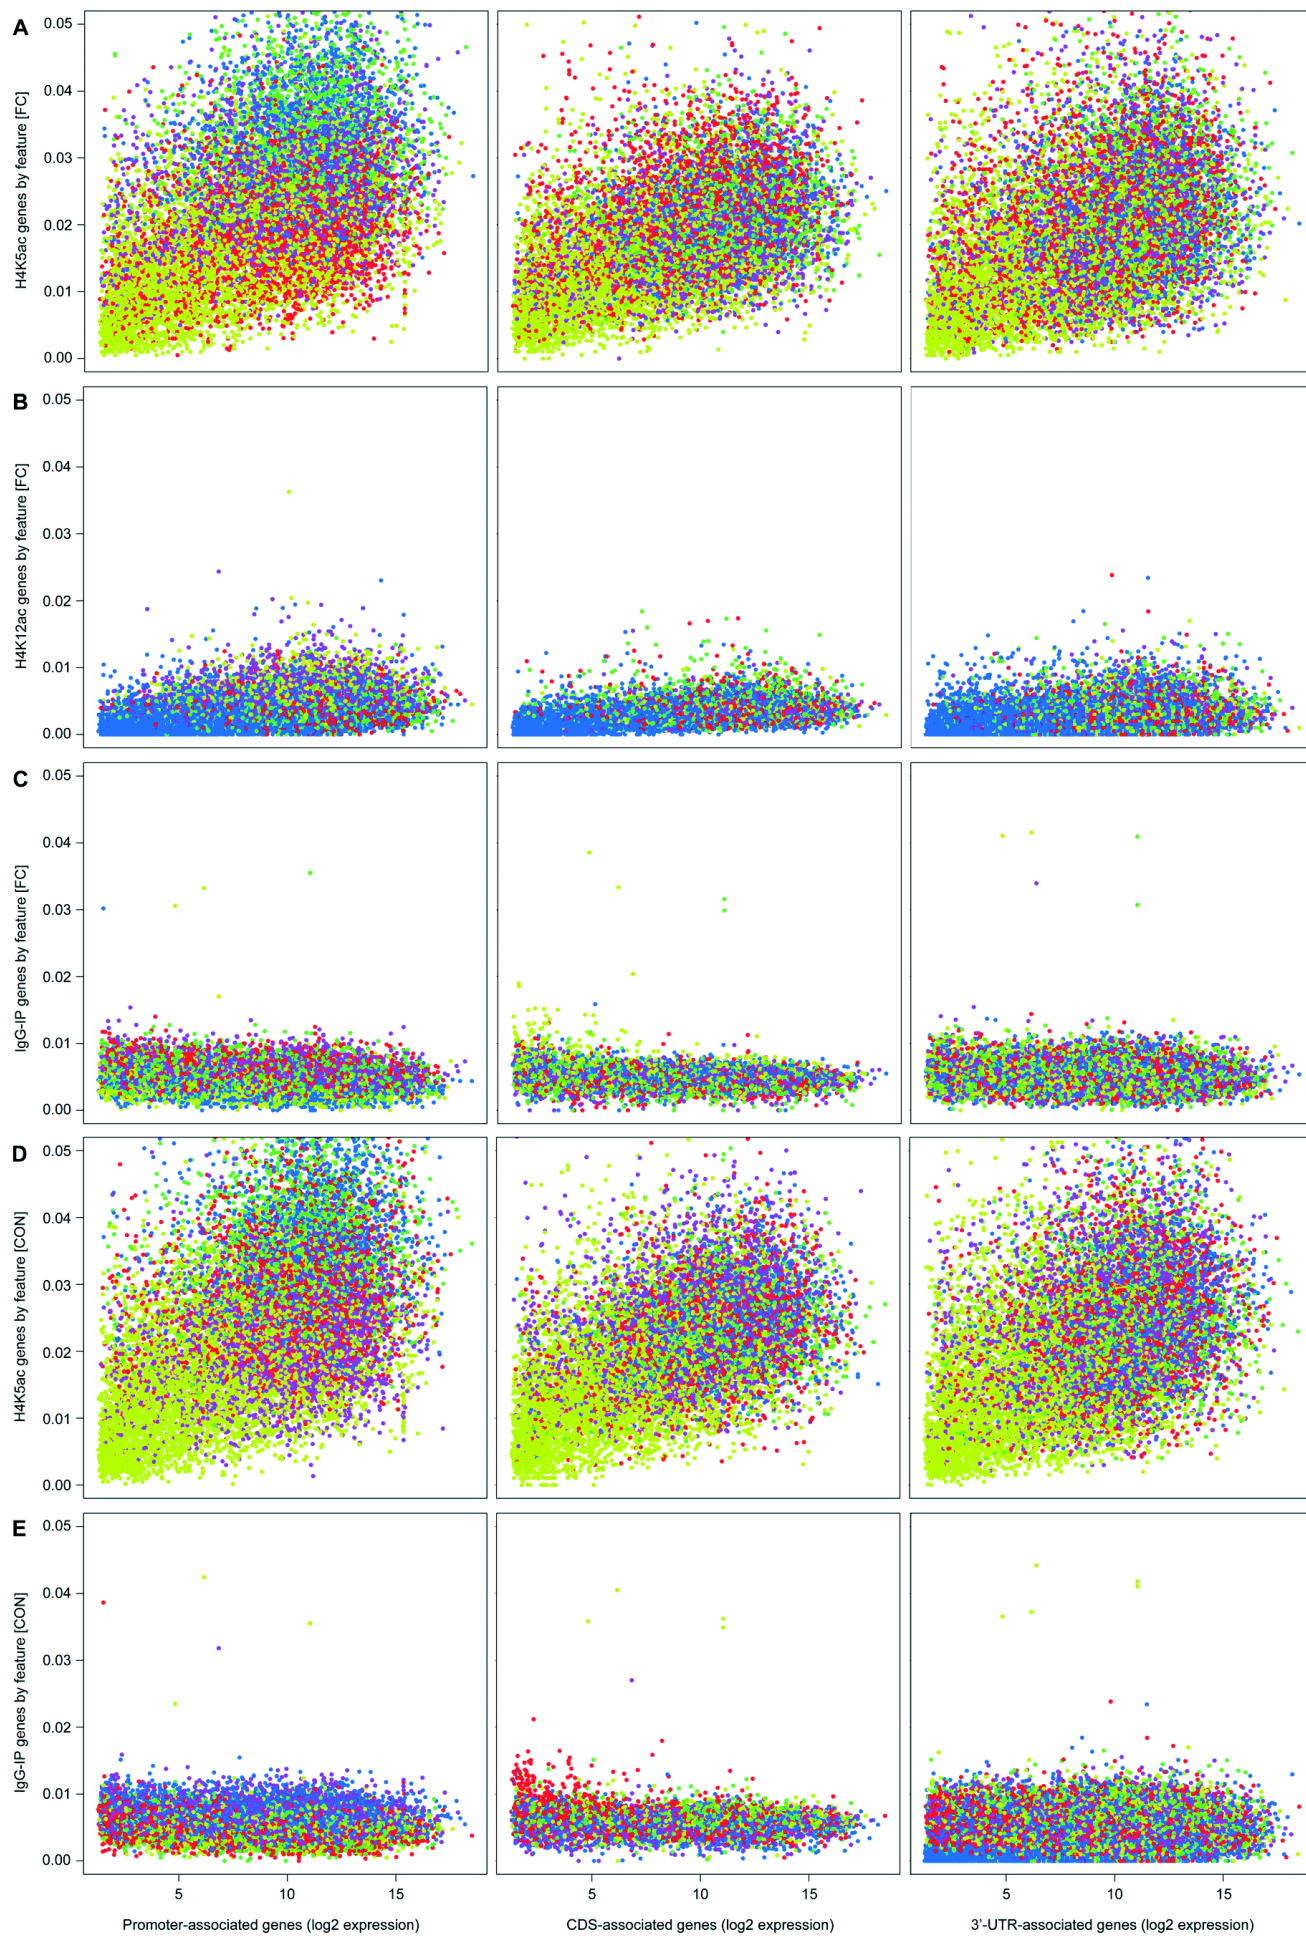 A
0.05
0.04
0.03
0.02
0.01
0.00
H4K5ac genes by feature [FC]
B
0.05
0.04
0.03
0.02
0.01
0.00
H4K12ac genes by feature [FC]
C
0.05
0.04
0.03
0.02
0.01
0.00
IgG-IP genes by feature [FC]
D
0.05
0.04
0.03
0.02
0.01
0.00
H4K5ac genes by feature [CON]
E
0.05
0.04
0.03
0.02
0.01
0.00
IgG-IP genes by feature [CON]
5 10 15 5 10 15 5 10 15
Promoter-associated genes (log2 expression)
CDS-associated genes (log2 expression)
3'-UTR-associated genes (log2 expression)